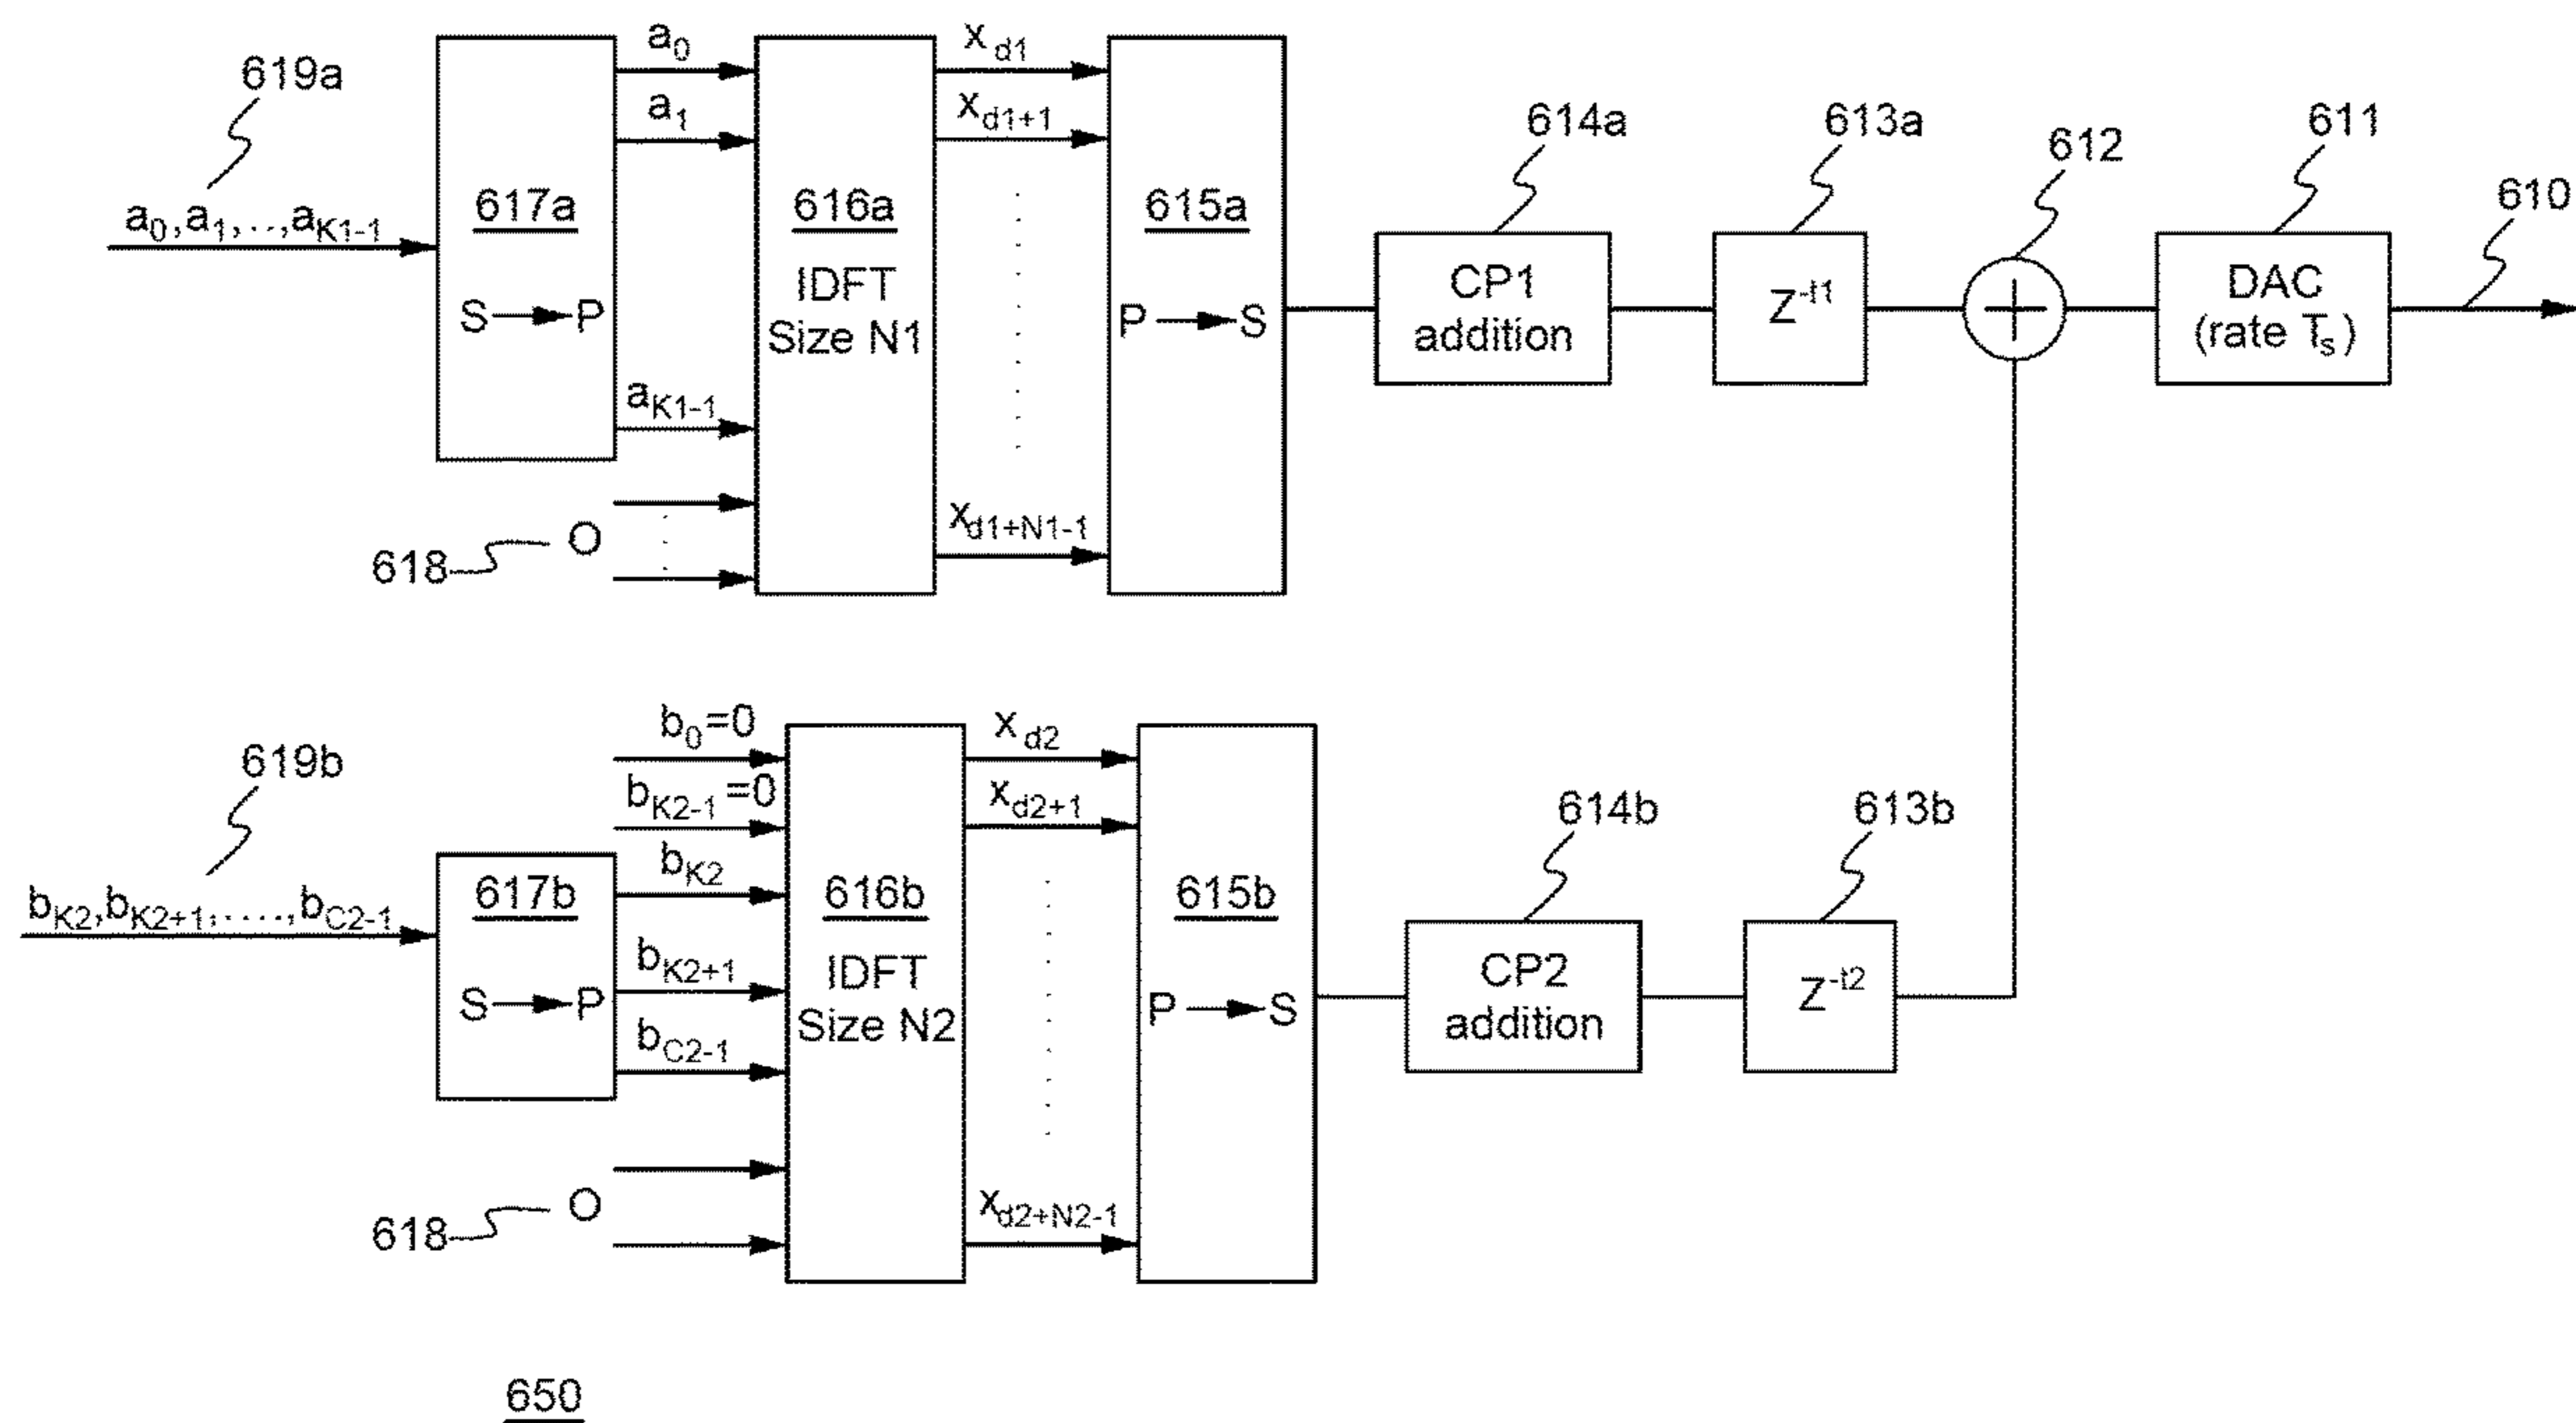 619a
a0,a1,..,aK1-1
617a
S P
a0
a1
aK1-1
618 O
616a
IDFT
Size N1
xd1
xd1+1
xd1+N1-1
615a
P S
614a
CP1
addition
613a
Z-t1
612
+
611
DAC
(rate Ts)
610
619b
bK2,bK2+1,....,bC2-1
617b
S P
b0=0
bK2-1=0
bK2
bK2+1
bC2-1
618 O
616b
IDFT
Size N2
xd2
xd2+1
xd2+N2-1
615b
P S
614b
CP2
addition
613b
Z-t2
650